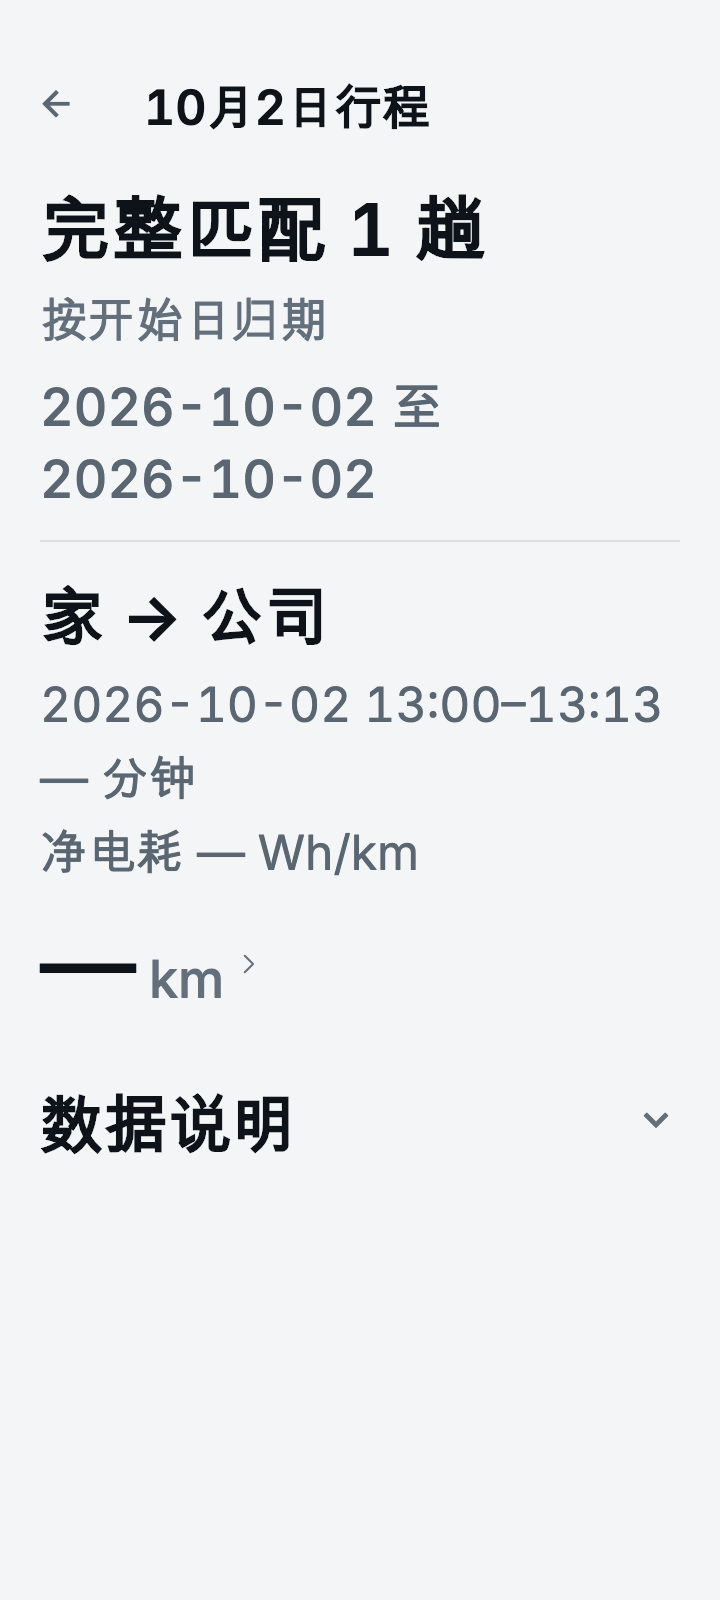 10月2日行程
完整匹配 1 趟
按开始日归期
2026-10-02 至
2026-10-02
家 → 公司
2026-10-02 13:00–13:13
— 分钟
净电耗 — Wh/km
— km
数据说明